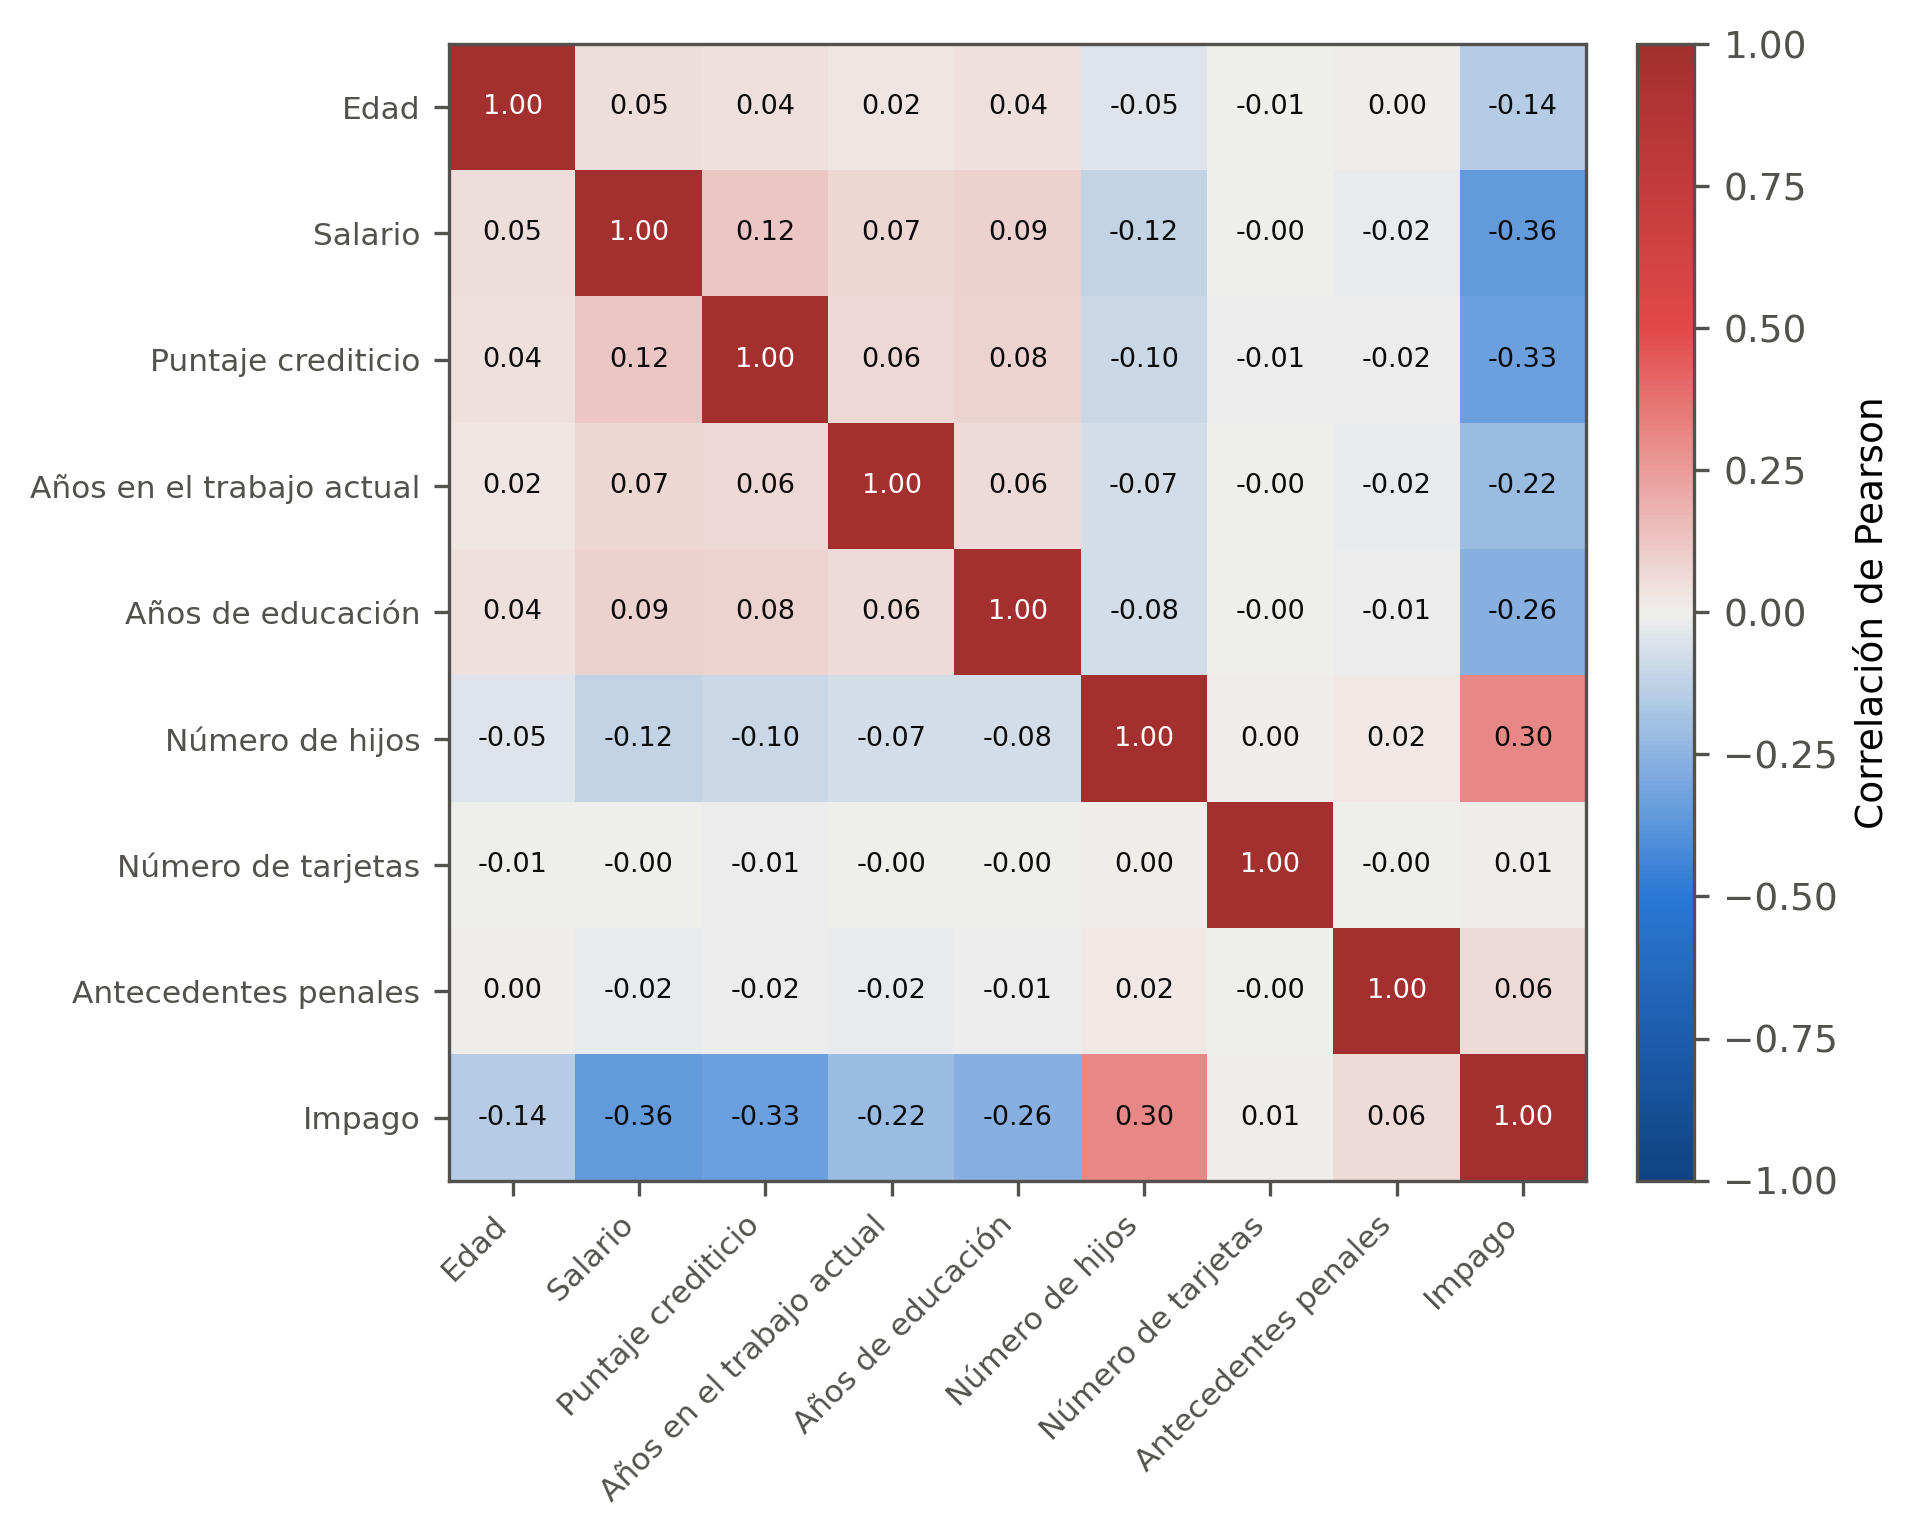 Edad 1.00 0.05 0.04 0.02 0.04 -0.05 -0.01 0.00 -0.14
Salario 0.05 1.00 0.12 0.07 0.09 -0.12 -0.00 -0.02 -0.36
Puntaje crediticio 0.04 0.12 1.00 0.06 0.08 -0.10 -0.01 -0.02 -0.33
Años en el trabajo actual 0.02 0.07 0.06 1.00 0.06 -0.07 -0.00 -0.02 -0.22
Años de educación 0.04 0.09 0.08 0.06 1.00 -0.08 -0.00 -0.01 -0.26
Número de hijos -0.05 -0.12 -0.10 -0.07 -0.08 1.00 0.00 0.02 0.30
Número de tarjetas -0.01 -0.00 -0.01 -0.00 -0.00 0.00 1.00 -0.00 0.01
Antecedentes penales 0.00 -0.02 -0.02 -0.02 -0.01 0.02 -0.00 1.00 0.06
Impago -0.14 -0.36 -0.33 -0.22 -0.26 0.30 0.01 0.06 1.00
Edad
Salario
Puntaje crediticio
Años en el trabajo actual
Años de educación
Número de hijos
Número de tarjetas
Antecedentes penales
Impago
1.00
0.75
0.50
0.25
0.00
−0.25
−0.50
−0.75
−1.00
Correlación de Pearson